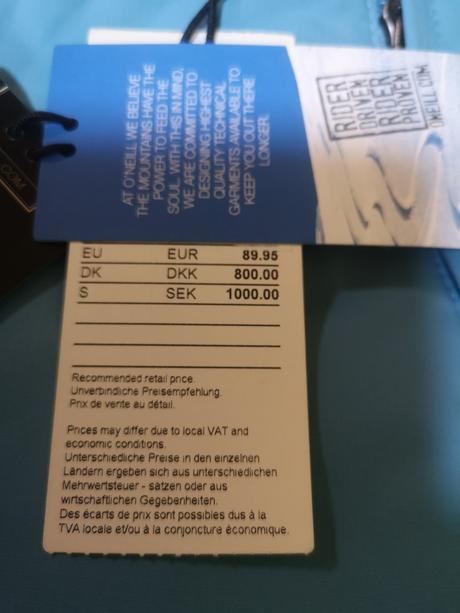 AT O'NEILL WE BELIEVE
THE MOUNTAINS HAVE THE
POWER TO FEED THE
SOUL. WITH THIS IN MIND,
WE ARE COMMITTED TO
DESIGNING HIGHEST
QUALITY TECHNICAL
GARMENTS AVAILABLE TO
KEEP YOU OUT THERE
LONGER.
RIDER
DRIVEN
RIDER
PROVEN
ONEILL.COM
.COM
EU EUR 89.95
DK DKK 800.00
S SEK 1000.00
Recommended retail price.
Unverbindliche Preisempfehlung.
Prix de vente au détail.
Prices may differ due to local VAT and
economic conditions.
Unterschiedliche Preise in den einzelnen
Ländern ergeben sich aus unterschiedlichen
Mehrwertsteuer - sätzen oder aus
wirtschaftlichen Gegebenheiten.
Des écarts de prix sont possibles dus à la
TVA locale et/ou à la conjoncture économique.